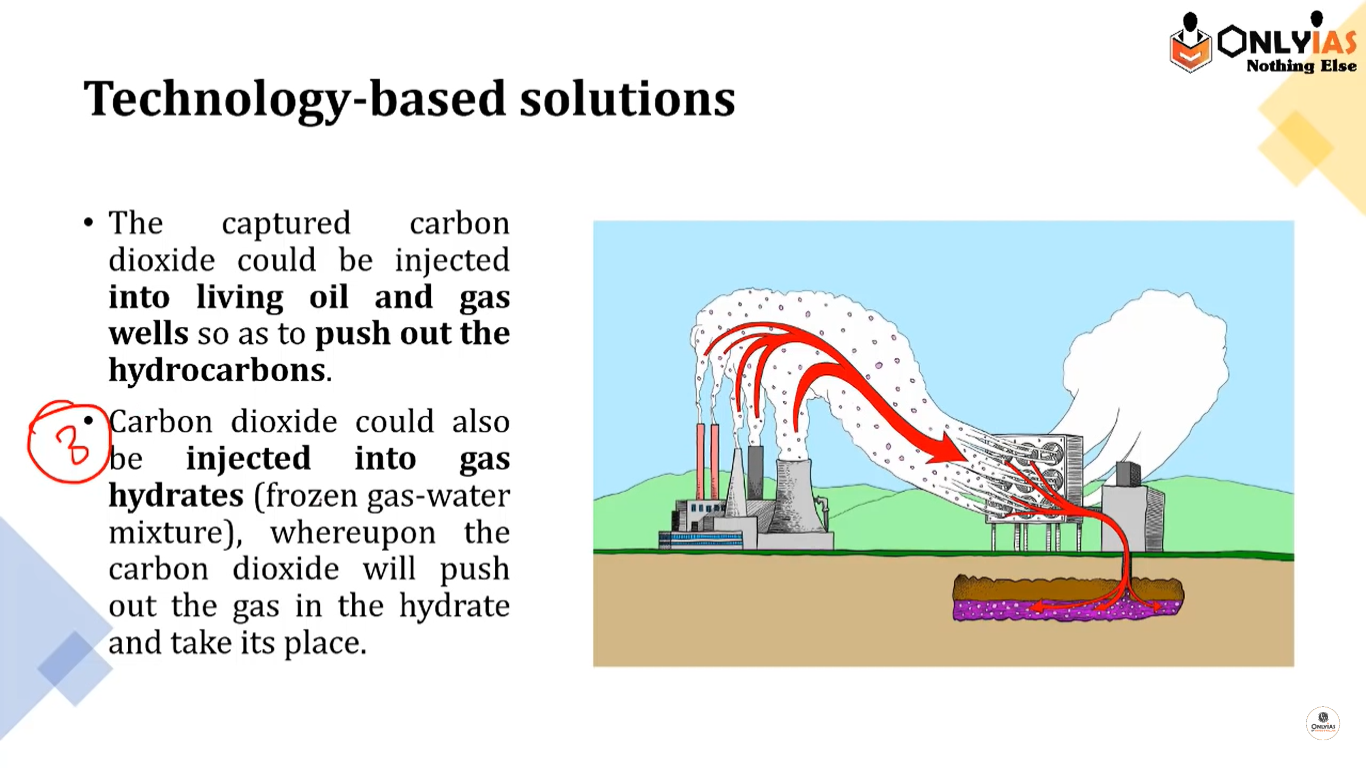 ONLYIAS
Nothing Else
Technology-based solutions
• The captured carbon
dioxide could be injected
into living oil and gas
wells so as to push out the
hydrocarbons.
3
• Carbon dioxide could also
be injected into gas
hydrates (frozen gas-water
mixture), whereupon the
carbon dioxide will push
out the gas in the hydrate
and take its place.
ONLYIAS